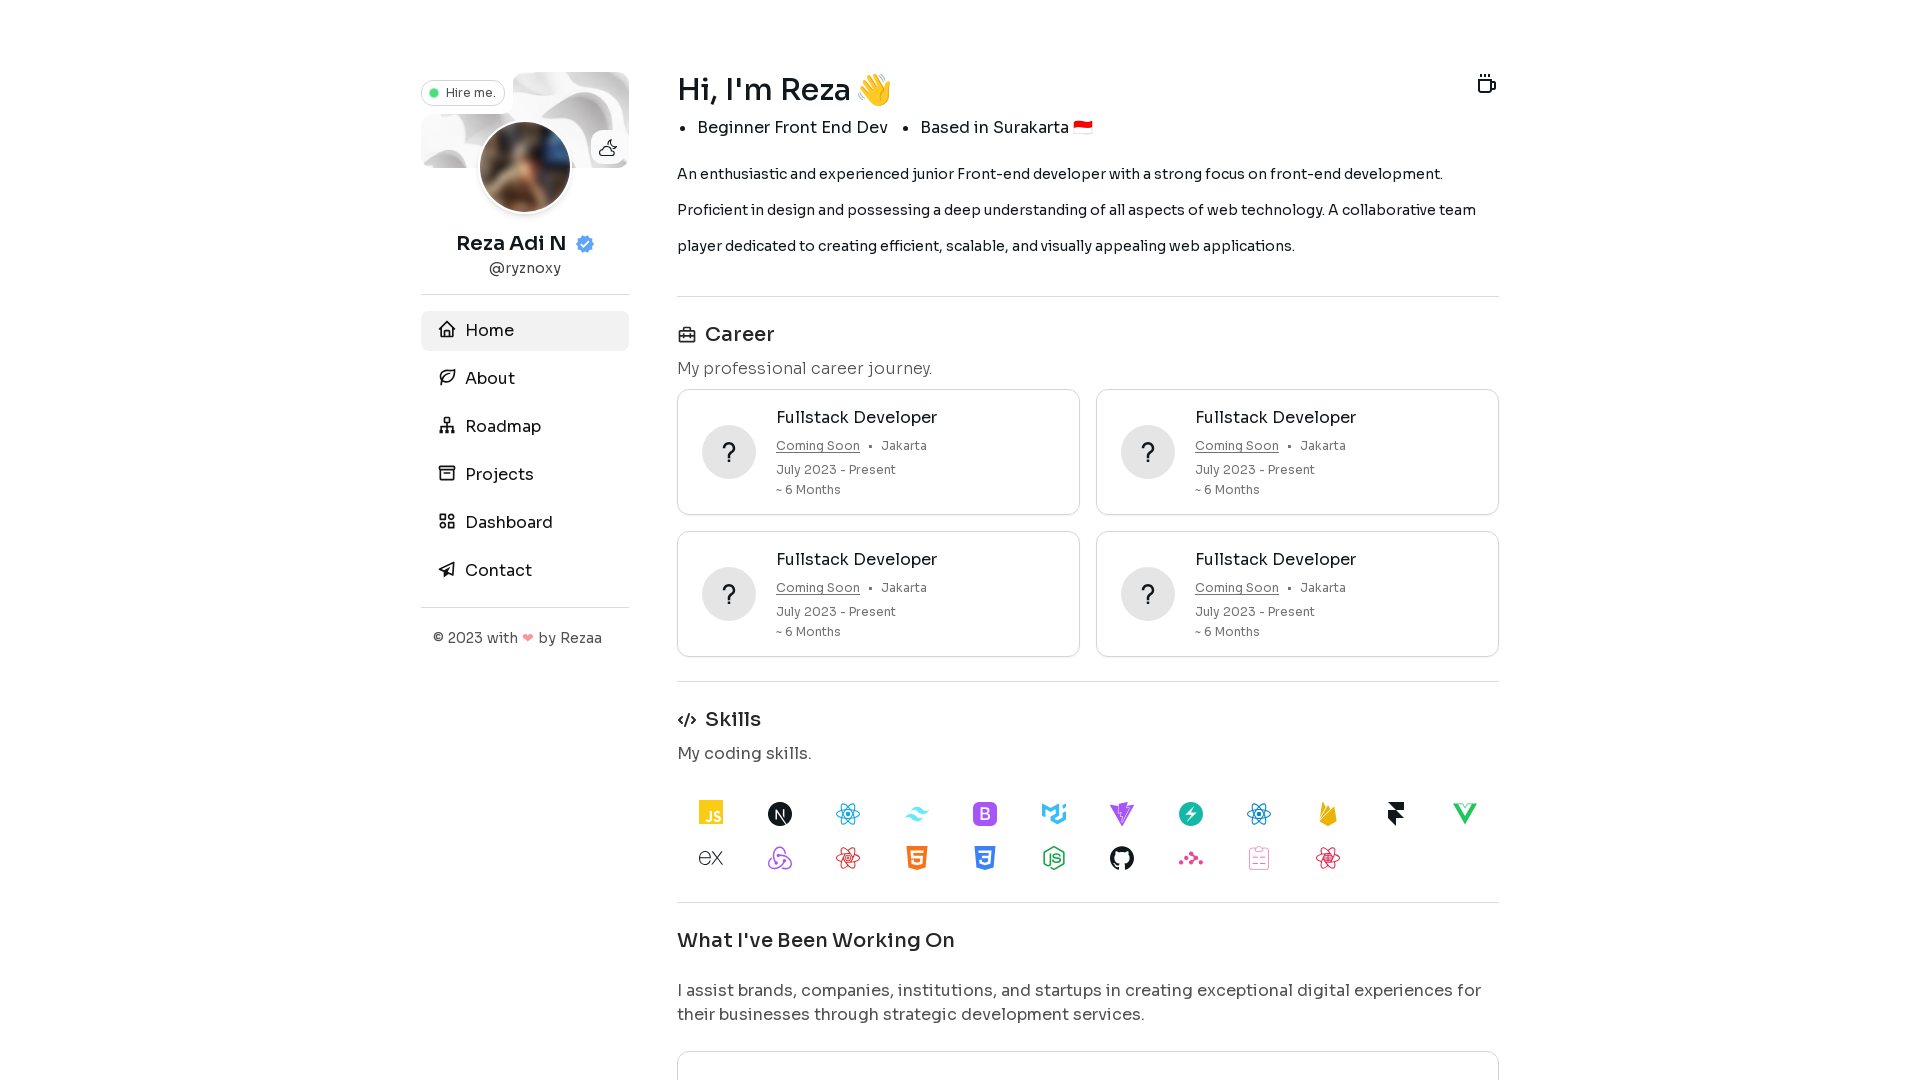 Hire me.
Reza Adi N
@ryznoxy
Home
About
Roadmap
Projects
Dashboard
Contact
© 2023 with ❤ by Rezaa
Hi, I'm Reza 👋
• Beginner Front End Dev • Based in Surakarta 🇮🇩
An enthusiastic and experienced junior Front-end developer with a strong focus on front-end development.
Proficient in design and possessing a deep understanding of all aspects of web technology. A collaborative team
player dedicated to creating efficient, scalable, and visually appealing web applications.
Career
My professional career journey.
?
Fullstack Developer
Coming Soon • Jakarta
July 2023 - Present
~ 6 Months
?
Fullstack Developer
Coming Soon • Jakarta
July 2023 - Present
~ 6 Months
?
Fullstack Developer
Coming Soon • Jakarta
July 2023 - Present
~ 6 Months
?
Fullstack Developer
Coming Soon • Jakarta
July 2023 - Present
~ 6 Months
Skills
My coding skills.
JS
N
B
ex
5
3
JS
What I've Been Working On
I assist brands, companies, institutions, and startups in creating exceptional digital experiences for
their businesses through strategic development services.